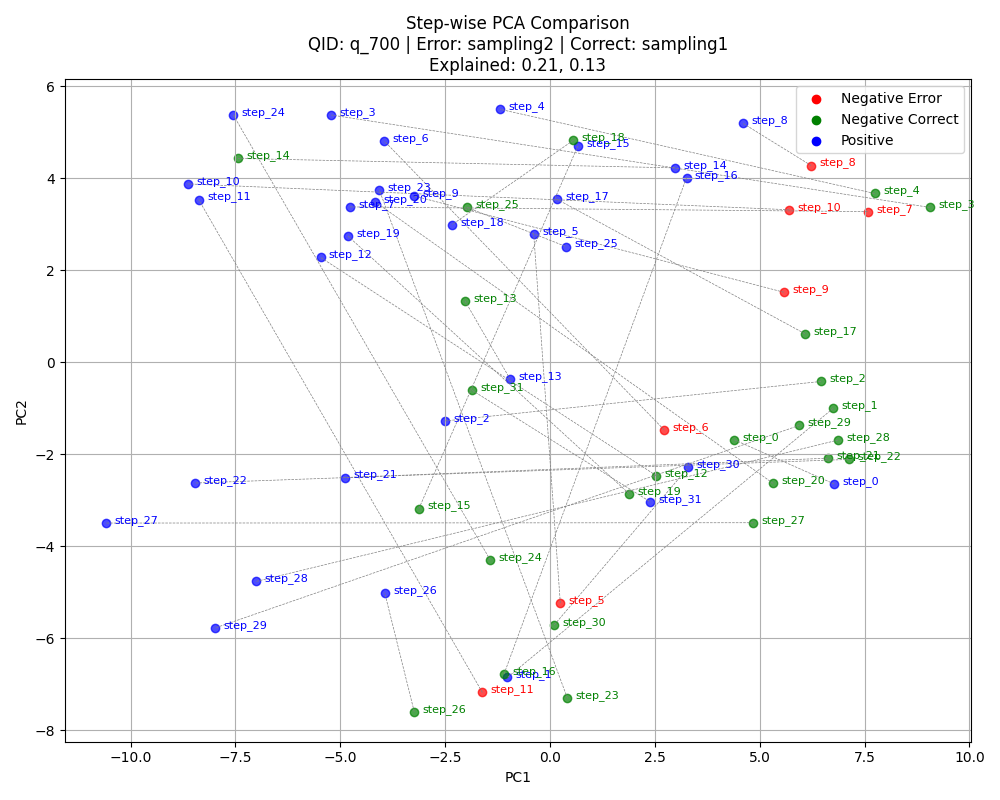 Step-wise PCA Comparison
QID: q_700 | Error: sampling2 | Correct: sampling1
Explained: 0.21, 0.13
Negative Error
Negative Correct
Positive
step_24
step_3
step_4
step_8
step_18
step_15
step_6
step_14
step_8
step_14
step_16
step_10
step_11
step_23
step_9
step_20
step_7
step_17
step_4
step_25
step_3
step_10
step_7
step_18
step_19
step_5
step_25
step_12
step_9
step_13
step_17
step_13
step_31
step_2
step_1
step_2
step_29
step_6
step_0
step_28
step_21
step_22
step_30
step_12
step_21
step_22
step_20
step_0
step_19
step_31
step_15
step_27
step_27
step_24
step_28
step_26
step_5
step_29
step_30
step_16
step_1
step_11
step_23
step_26
6
4
2
0
−2
−4
−6
−8
PC2
−10.0
−7.5
−5.0
−2.5
0.0
2.5
5.0
7.5
10.0
PC1